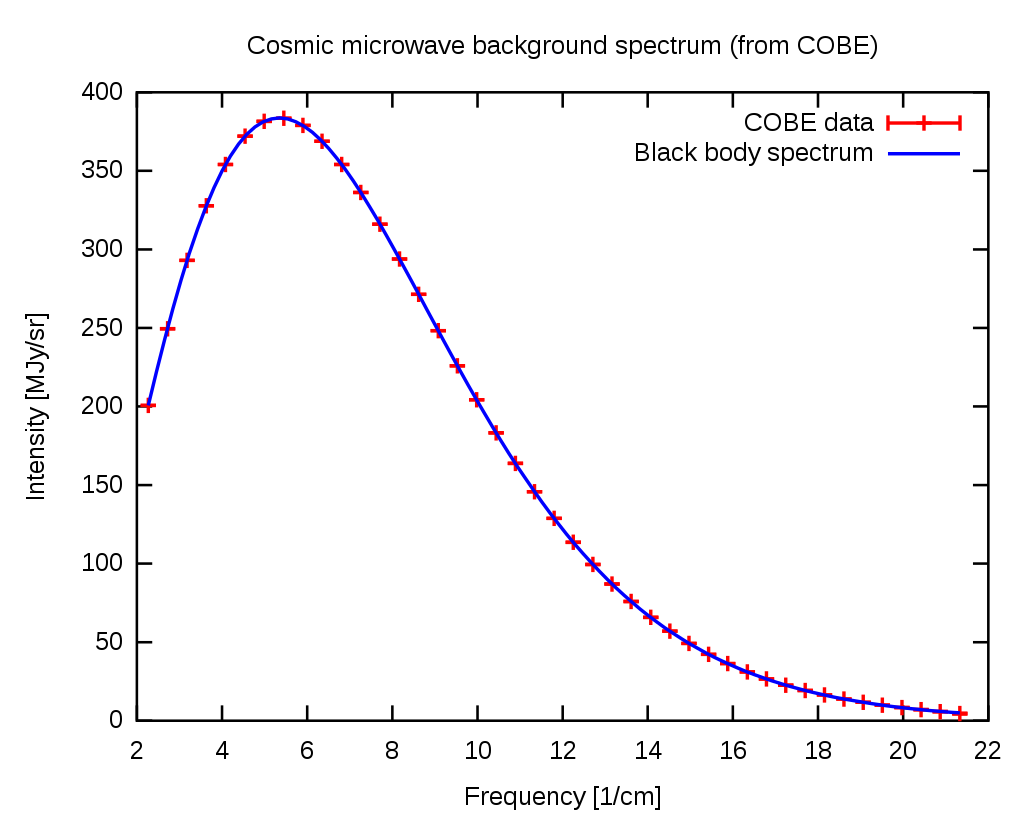 Cosmic microwave background spectrum (from COBE)
COBE data
Black body spectrum
400
350
300
250
200
150
100
50
0
Intensity [MJy/sr]
2 4 6 8 10 12 14 16 18 20 22
Frequency [1/cm]